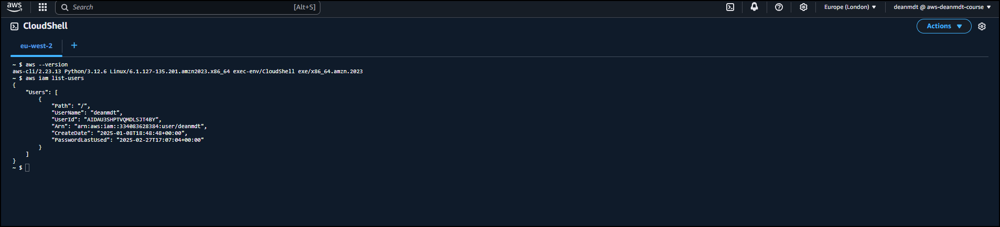 aws
Search [Alt+S] Europe (London) deanmdt @ aws-deanmdt-course
CloudShell Actions
eu-west-2 +
~ $ aws --version
aws-cli/2.23.13 Python/3.12.6 Linux/6.1.127-135.201.amzn2023.x86_64 exec-env/CloudShell exe/x86_64.amzn.2023
~ $ aws iam list-users
{
    "Users": [
        {
            "Path": "/",
            "UserName": "deanmdt",
            "UserId": "AIDAU3SHPTVQMDLSJT4BY",
            "Arn": "arn:aws:iam::334083628384:user/deanmdt",
            "CreateDate": "2025-01-08T18:48:48+00:00",
            "PasswordLastUsed": "2025-02-27T17:07:04+00:00"
        }
    ]
}
~ $